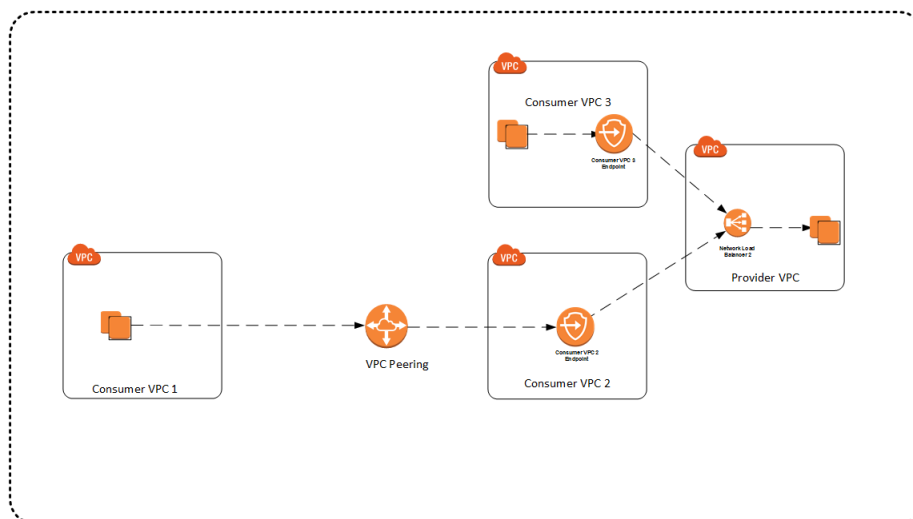 VPC
Consumer VPC 3
Consumer VPC 3
Endpoint
VPC
Network Load
Balancer 2
Provider VPC
VPC
Consumer VPC 1
VPC Peering
VPC
Consumer VPC 2
Endpoint
Consumer VPC 2